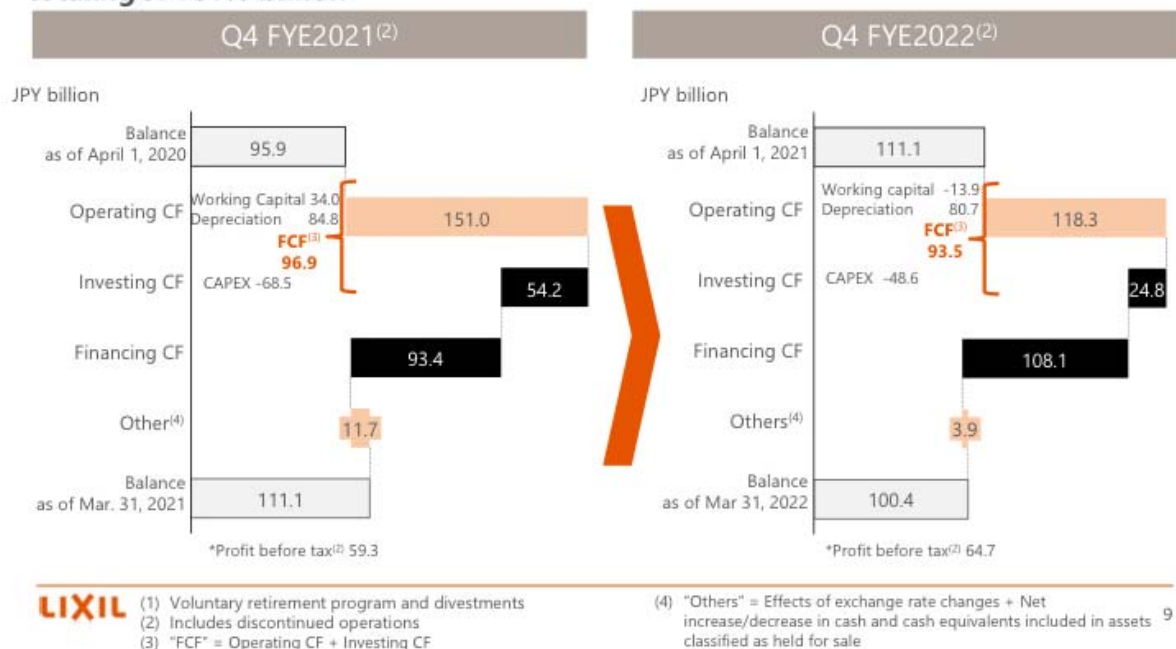 Q4 FYE2021(2)
JPY billion
Balance
as of April 1, 2020
95.9
Operating CF
Working Capital 34.0
Depreciation 84.8
151.0
FCF(3)
96.9
Investing CF
CAPEX -68.5
54.2
Financing CF
93.4
Other(4)
11.7
Balance
as of Mar. 31, 2021
111.1
*Profit before tax(2) 59.3
Q4 FYE2022(2)
JPY billion
Balance
as of April 1, 2021
111.1
Operating CF
Working capital -13.9
Depreciation 80.7
118.3
FCF(3)
93.5
Investing CF
CAPEX -48.6
24.8
Financing CF
108.1
Others(4)
3.9
Balance
as of Mar 31, 2022
100.4
*Profit before tax(2) 64.7
LIXIL
(1) Voluntary retirement program and divestments
(2) Includes discontinued operations
(3) "FCF" = Operating CF + Investing CF
(4) "Others" = Effects of exchange rate changes + Net
increase/decrease in cash and cash equivalents included in assets
classified as held for sale
9